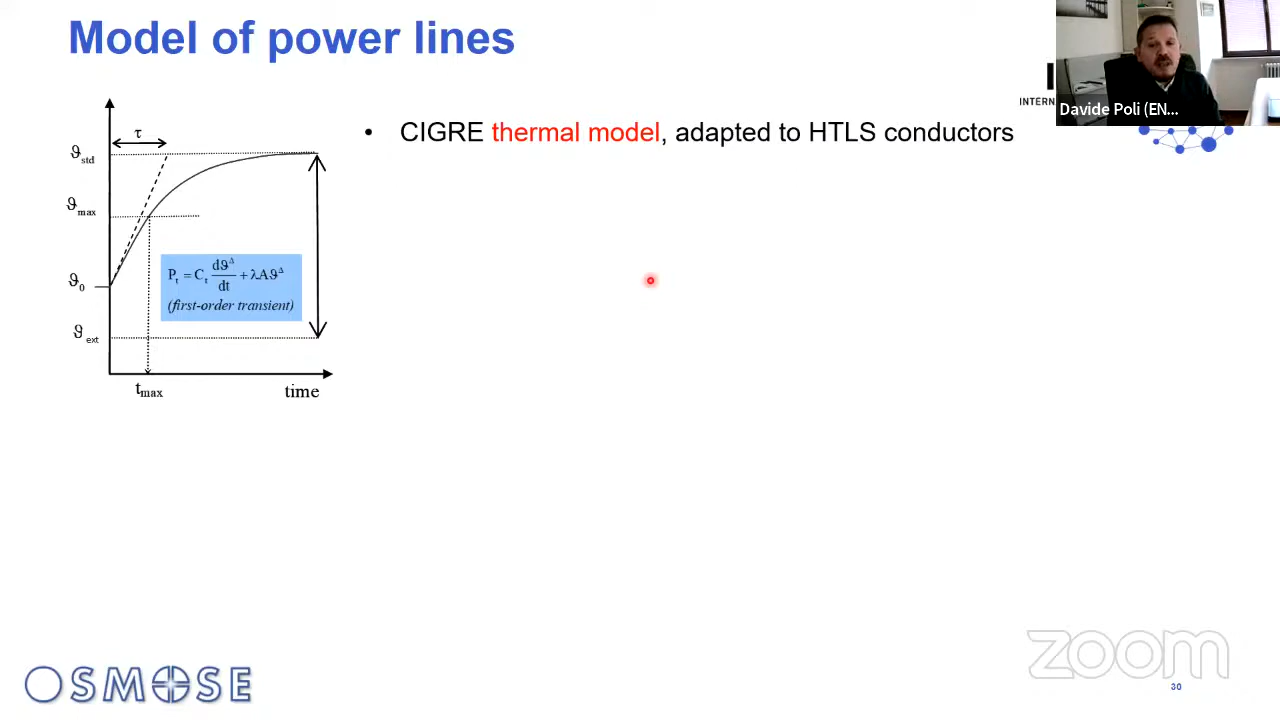 Model of power lines
I
INTERN
Davide Poli (EN...
• CIGRE thermal model, adapted to HTLS conductors
τ
ϑstd
ϑmax
Pt = Ct dϑΔ/dt + λAϑΔ
(first-order transient)
ϑ0
ϑext
tmax
time
zoom
OSMOSE
30